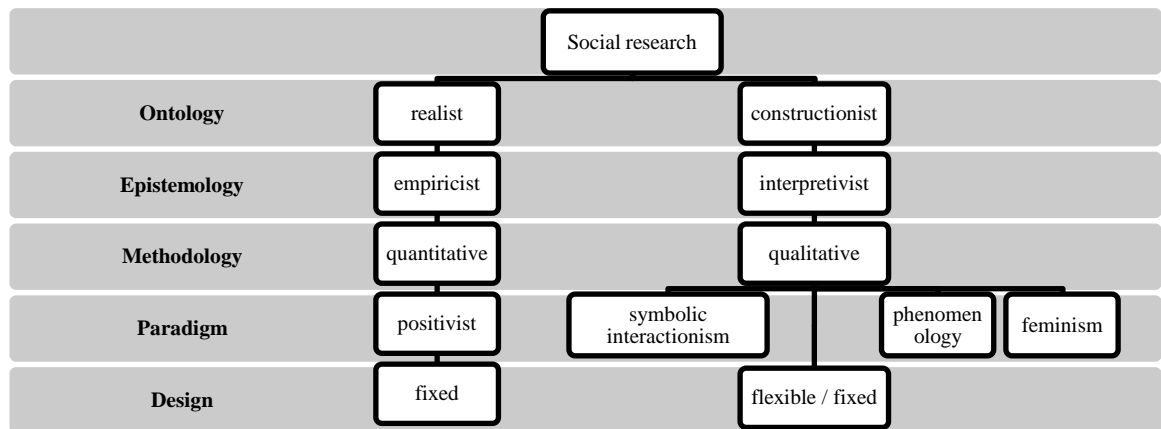 Social research
Ontology
realist
constructionist
Epistemology
empiricist
interpretivist
Methodology
quantitative
qualitative
Paradigm
positivist
symbolic
interactionism
phenomen
ology
feminism
Design
fixed
flexible / fixed